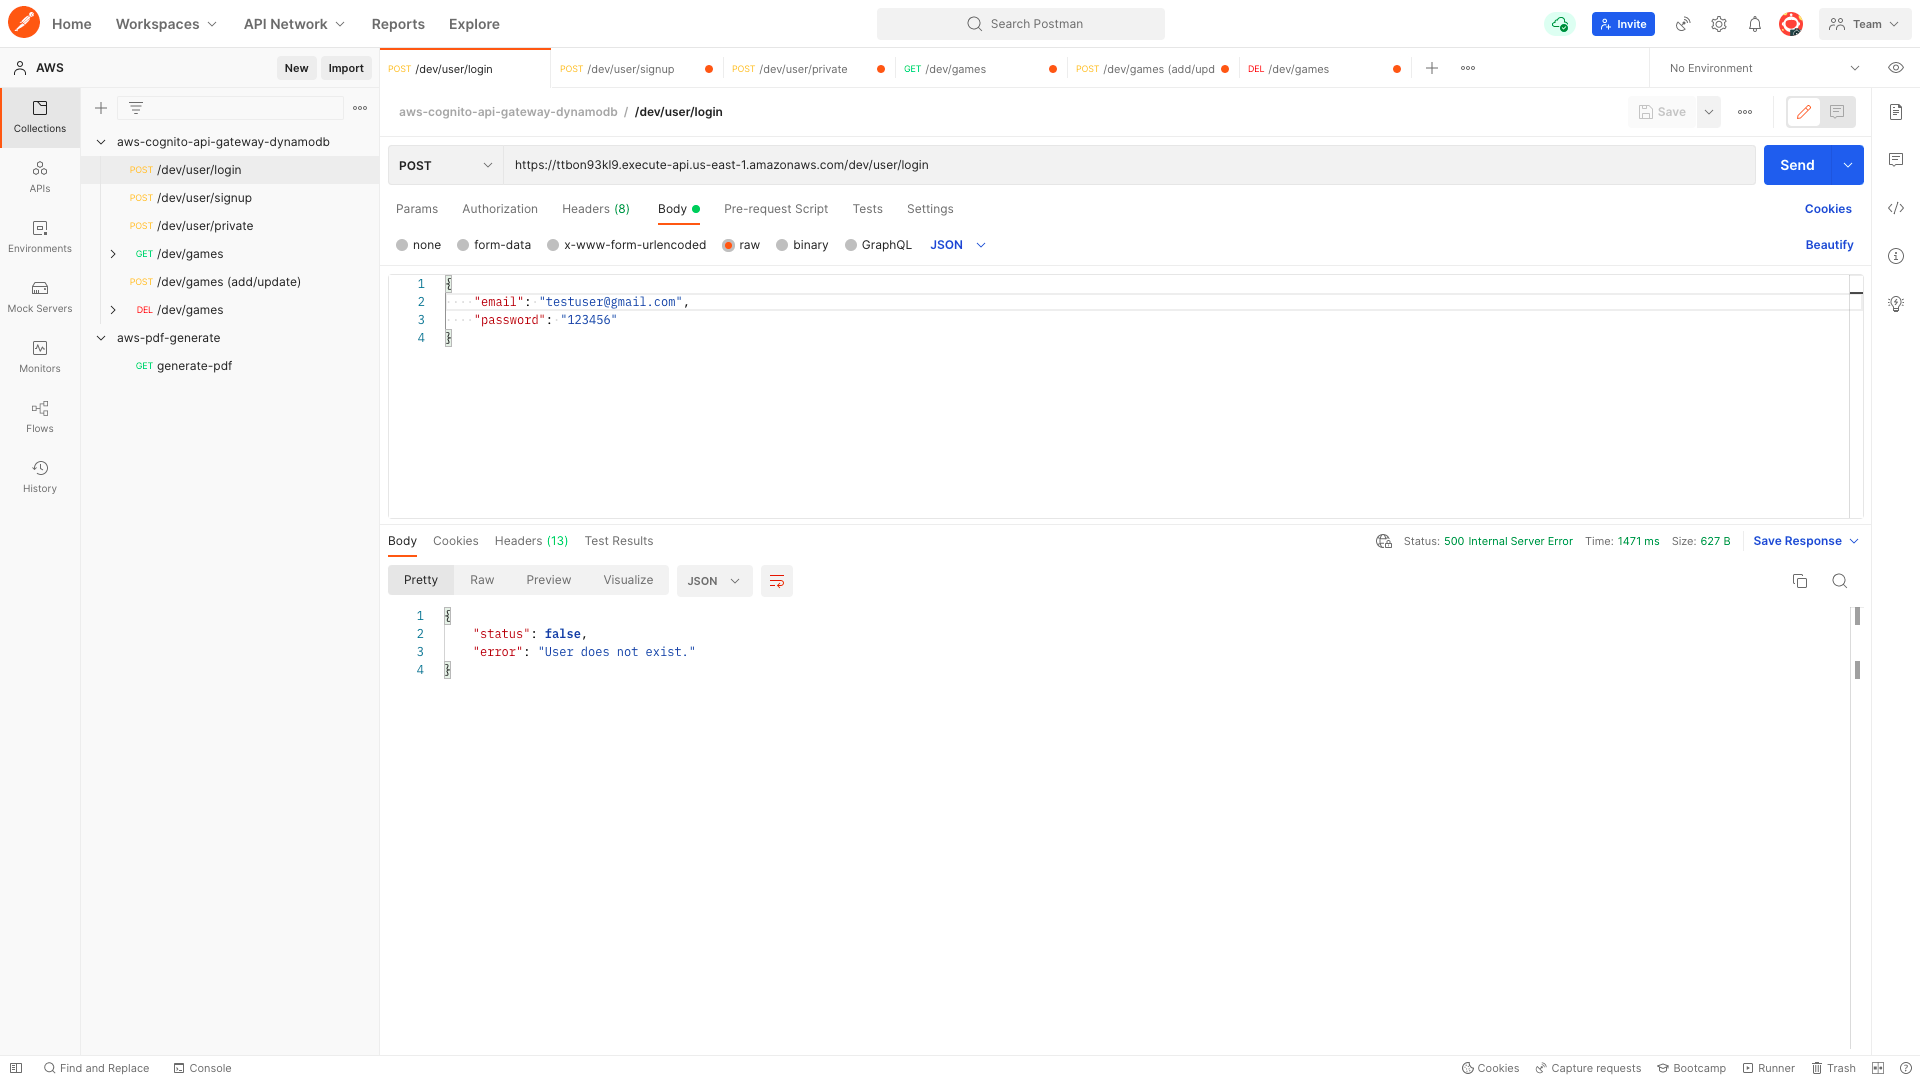 Home
Workspaces
API Network
Reports
Explore
Search Postman
Invite
Team
AWS
New
Import
POST /dev/user/login
POST /dev/user/signup
POST /dev/user/private
GET /dev/games
POST /dev/games (add/upd
DEL /dev/games
No Environment
Collections
APIs
Environments
Mock Servers
Monitors
Flows
History
aws-cognito-api-gateway-dynamodb
POST /dev/user/login
POST /dev/user/signup
POST /dev/user/private
GET /dev/games
POST /dev/games (add/update)
DEL /dev/games
aws-pdf-generate
GET generate-pdf
aws-cognito-api-gateway-dynamodb / /dev/user/login
Save
POST
https://ttbon93kl9.execute-api.us-east-1.amazonaws.com/dev/user/login
Send
Params
Authorization
Headers (8)
Body
Pre-request Script
Tests
Settings
Cookies
none
form-data
x-www-form-urlencoded
raw
binary
GraphQL
JSON
Beautify
1 {
2 "email": "testuser@gmail.com",
3 "password": "123456"
4 }
Body
Cookies
Headers (13)
Test Results
Status: 500 Internal Server Error
Time: 1471 ms
Size: 627 B
Save Response
Pretty
Raw
Preview
Visualize
JSON
1 {
2 "status": false,
3 "error": "User does not exist."
4 }
Find and Replace
Console
Cookies
Capture requests
Bootcamp
Runner
Trash